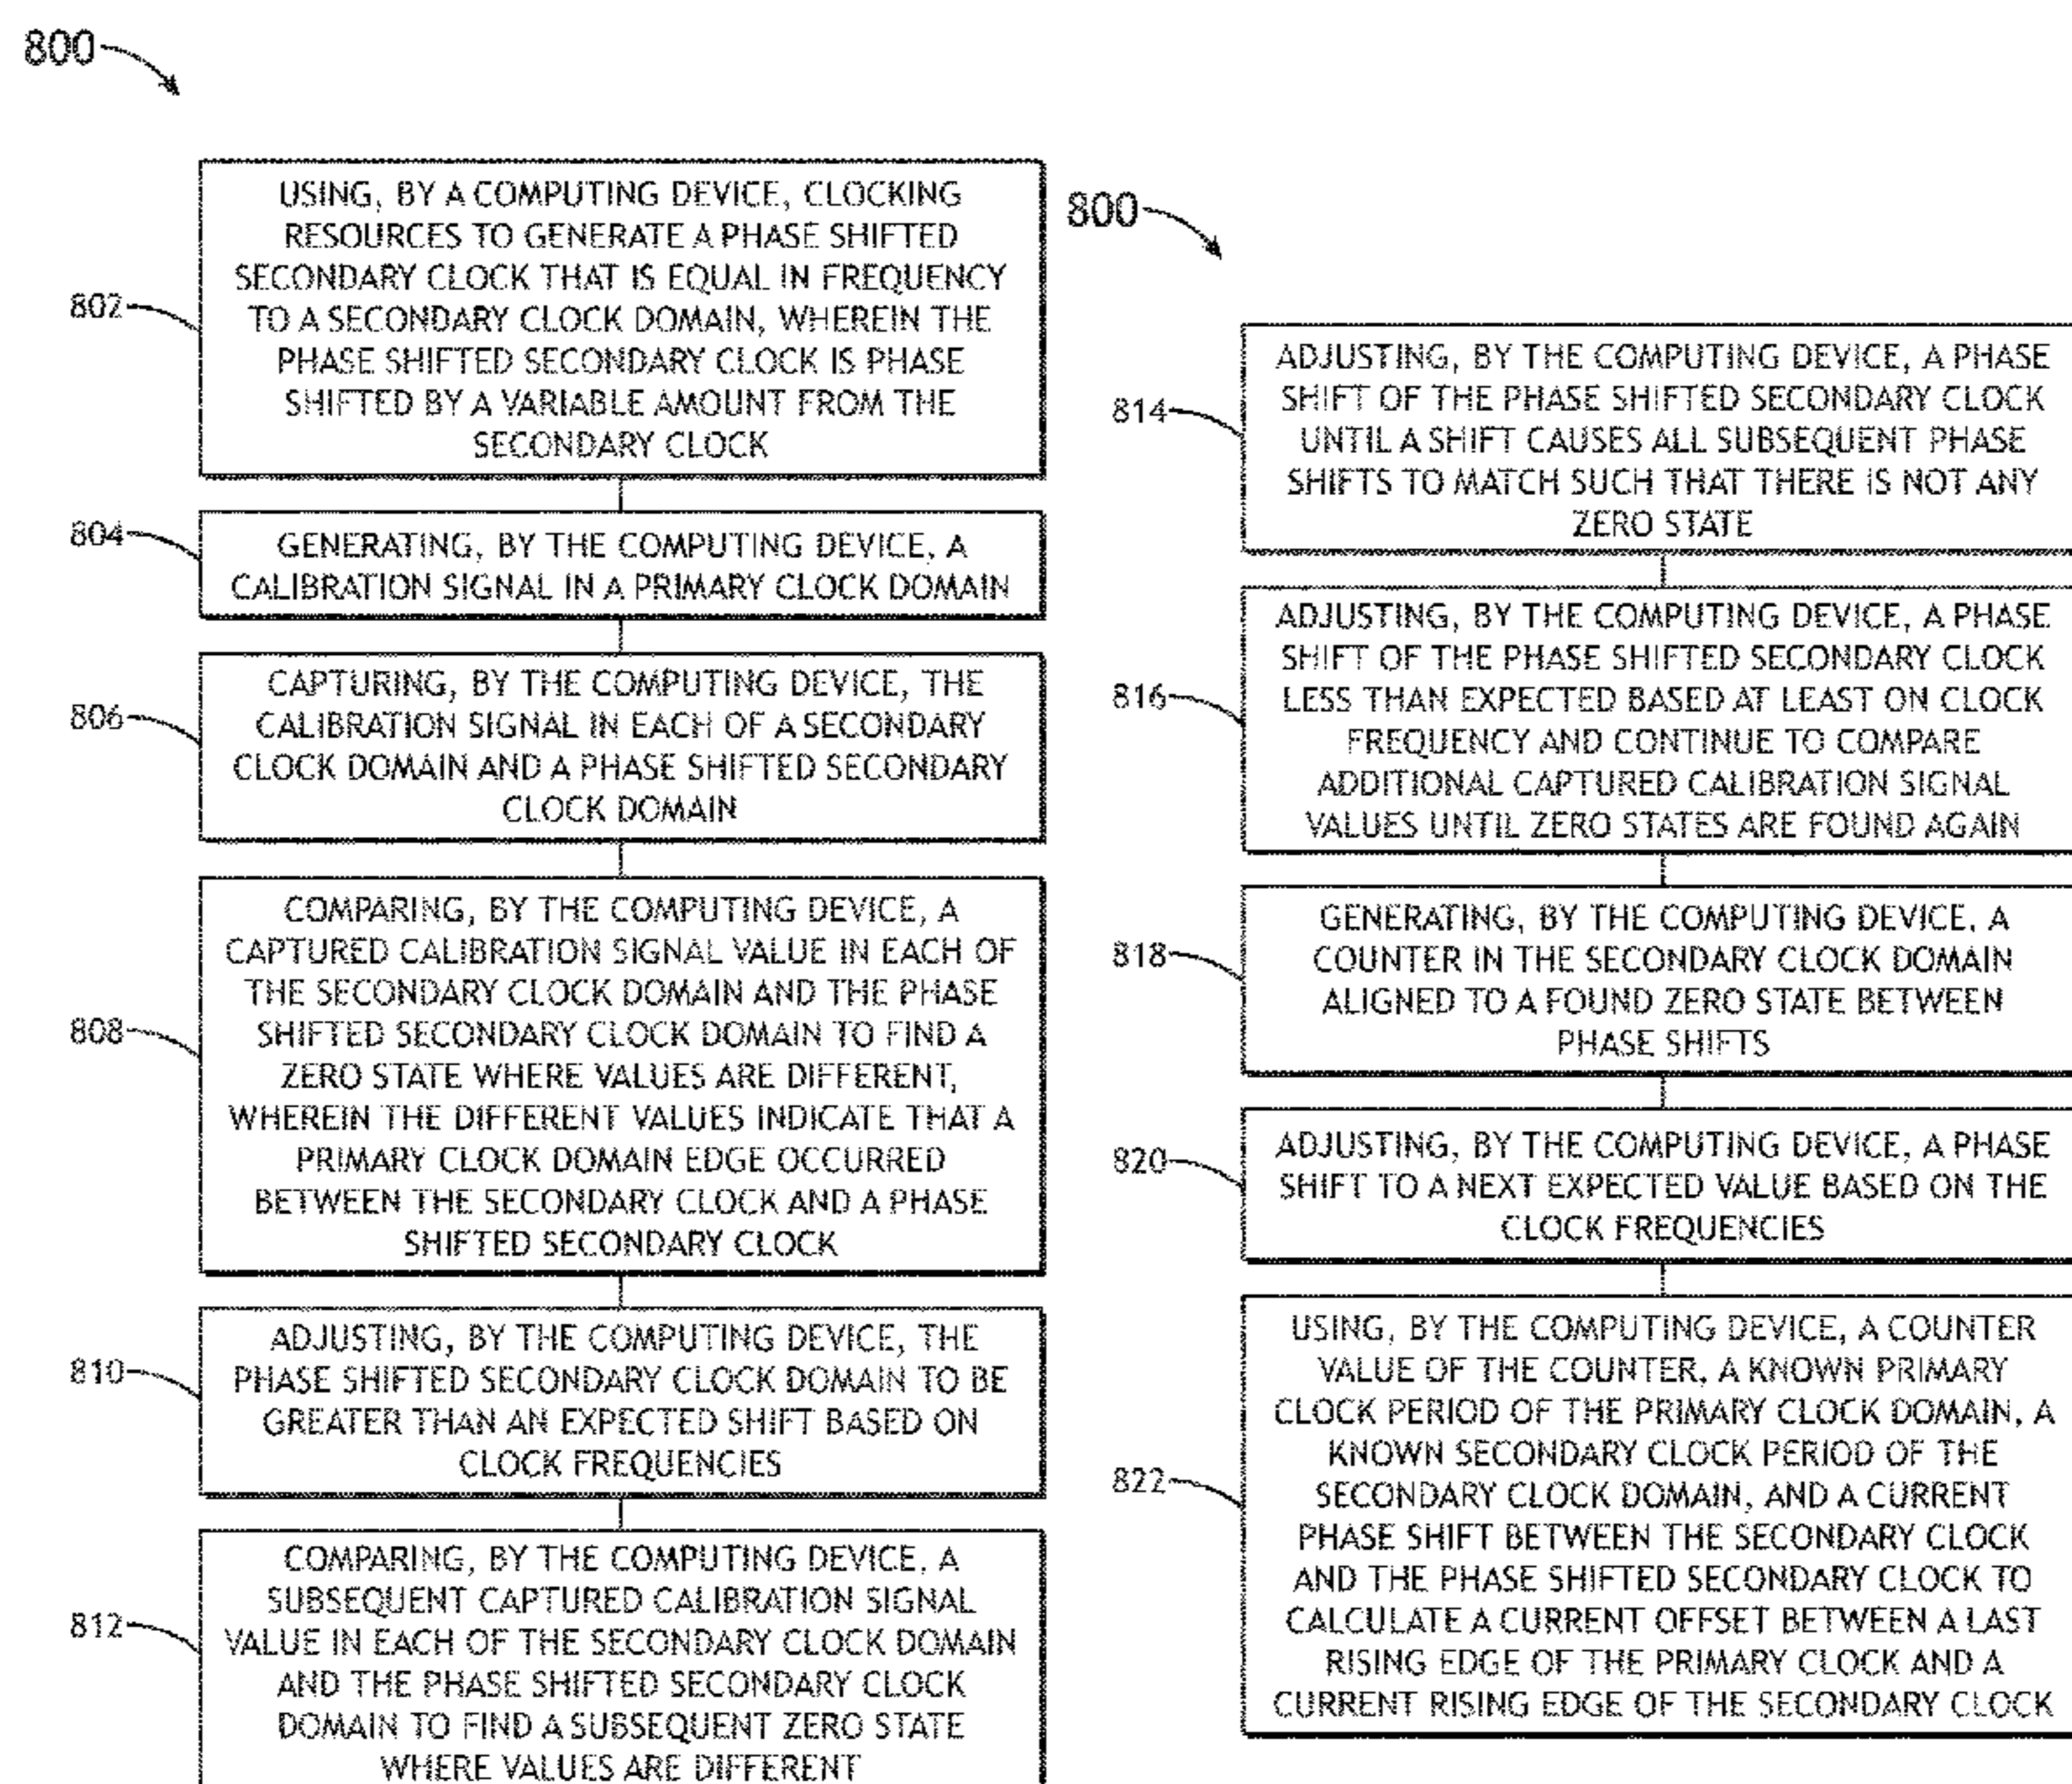 800
802
USING, BY A COMPUTING DEVICE, CLOCKING
RESOURCES TO GENERATE A PHASE SHIFTED
SECONDARY CLOCK THAT IS EQUAL IN FREQUENCY
TO A SECONDARY CLOCK DOMAIN, WHEREIN THE
PHASE SHIFTED SECONDARY CLOCK IS PHASE
SHIFTED BY A VARIABLE AMOUNT FROM THE
SECONDARY CLOCK
804
GENERATING, BY THE COMPUTING DEVICE, A
CALIBRATION SIGNAL IN A PRIMARY CLOCK DOMAIN
806
CAPTURING, BY THE COMPUTING DEVICE, THE
CALIBRATION SIGNAL IN EACH OF A SECONDARY
CLOCK DOMAIN AND A PHASE SHIFTED SECONDARY
CLOCK DOMAIN
808
COMPARING, BY THE COMPUTING DEVICE, A
CAPTURED CALIBRATION SIGNAL VALUE IN EACH OF
THE SECONDARY CLOCK DOMAIN AND THE PHASE
SHIFTED SECONDARY CLOCK DOMAIN TO FIND A
ZERO STATE WHERE VALUES ARE DIFFERENT,
WHEREIN THE DIFFERENT VALUES INDICATE THAT A
PRIMARY CLOCK DOMAIN EDGE OCCURRED
BETWEEN THE SECONDARY CLOCK AND A PHASE
SHIFTED SECONDARY CLOCK
810
ADJUSTING, BY THE COMPUTING DEVICE, THE
PHASE SHIFTED SECONDARY CLOCK DOMAIN TO BE
GREATER THAN AN EXPECTED SHIFT BASED ON
CLOCK FREQUENCIES
812
COMPARING, BY THE COMPUTING DEVICE, A
SUBSEQUENT CAPTURED CALIBRATION SIGNAL
VALUE IN EACH OF THE SECONDARY CLOCK DOMAIN
AND THE PHASE SHIFTED SECONDARY CLOCK
DOMAIN TO FIND A SUBSEQUENT ZERO STATE
WHERE VALUES ARE DIFFERENT
800
814
ADJUSTING, BY THE COMPUTING DEVICE, A PHASE
SHIFT OF THE PHASE SHIFTED SECONDARY CLOCK
UNTIL A SHIFT CAUSES ALL SUBSEQUENT PHASE
SHIFTS TO MATCH SUCH THAT THERE IS NOT ANY
ZERO STATE
816
ADJUSTING, BY THE COMPUTING DEVICE, A PHASE
SHIFT OF THE PHASE SHIFTED SECONDARY CLOCK
LESS THAN EXPECTED BASED AT LEAST ON CLOCK
FREQUENCY AND CONTINUE TO COMPARE
ADDITIONAL CAPTURED CALIBRATION SIGNAL
VALUES UNTIL ZERO STATES ARE FOUND AGAIN
818
GENERATING, BY THE COMPUTING DEVICE, A
COUNTER IN THE SECONDARY CLOCK DOMAIN
ALIGNED TO A FOUND ZERO STATE BETWEEN
PHASE SHIFTS
820
ADJUSTING, BY THE COMPUTING DEVICE, A PHASE
SHIFT TO A NEXT EXPECTED VALUE BASED ON THE
CLOCK FREQUENCIES
822
USING, BY THE COMPUTING DEVICE, A COUNTER
VALUE OF THE COUNTER, A KNOWN PRIMARY
CLOCK PERIOD OF THE PRIMARY CLOCK DOMAIN, A
KNOWN SECONDARY CLOCK PERIOD OF THE
SECONDARY CLOCK DOMAIN, AND A CURRENT
PHASE SHIFT BETWEEN THE SECONDARY CLOCK
AND THE PHASE SHIFTED SECONDARY CLOCK TO
CALCULATE A CURRENT OFFSET BETWEEN A LAST
RISING EDGE OF THE PRIMARY CLOCK AND A
CURRENT RISING EDGE OF THE SECONDARY CLOCK